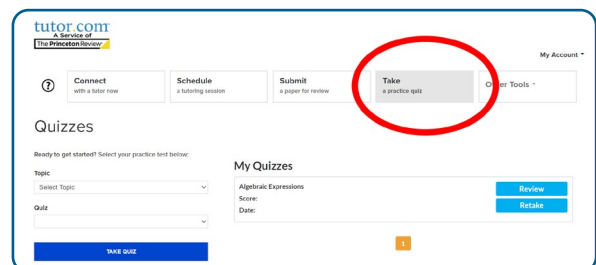 tutor.com
A Service of
The Princeton Review
My Account
Connect
with a tutor now
Schedule
a tutoring session
Submit
a paper for review
Take
a practice quiz
Other Tools
Quizzes
Ready to get started? Select your practice test below:
Topic
Select Topic
Quiz
TAKE QUIZ
My Quizzes
Algebraic Expressions
Score:
Date:
Review
Retake
1